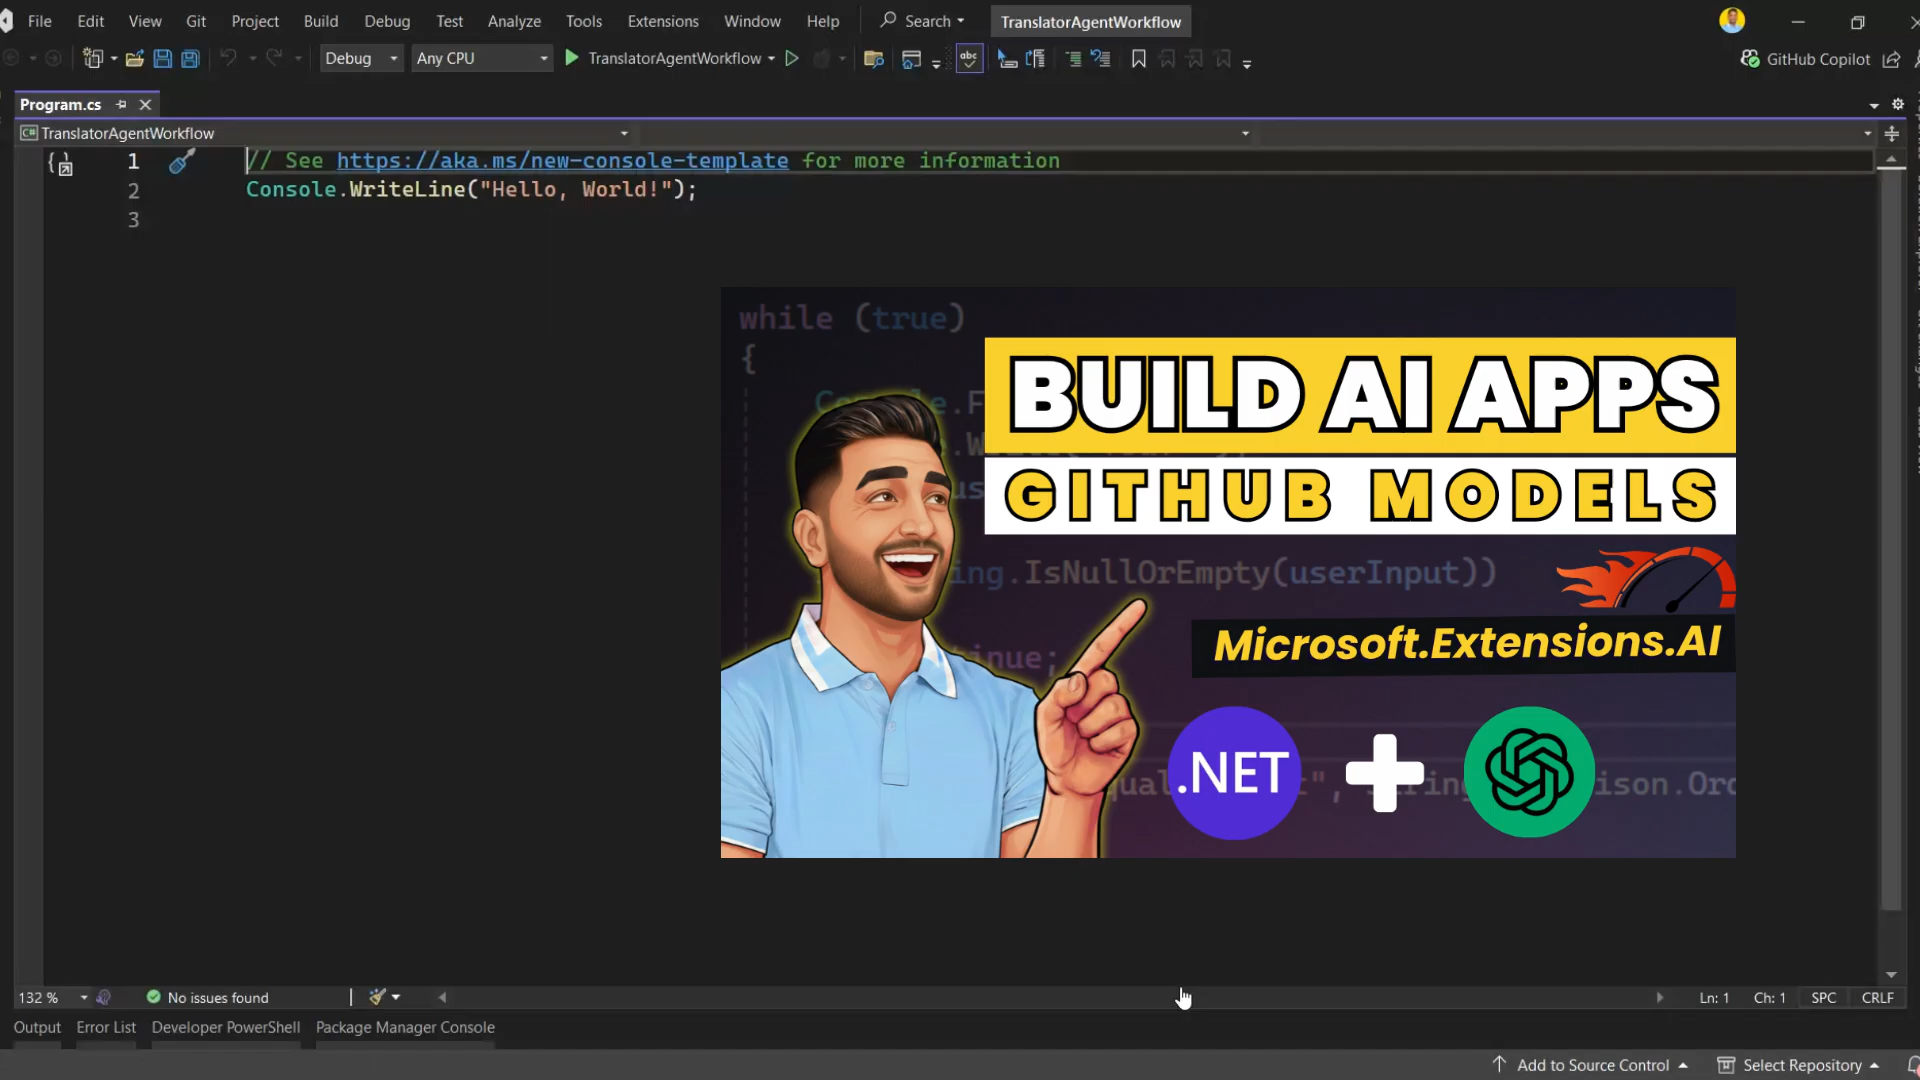 File Edit View Git Project Build Debug Test Analyze Tools Extensions Window Help Search TranslatorAgentWorkflow
Debug Any CPU TranslatorAgentWorkflow abc GitHub Copilot
Program.cs
C# TranslatorAgentWorkflow
1 // See https://aka.ms/new-console-template for more information
2 Console.WriteLine("Hello, World!");
3
while (true)
{
BUILD AI APPS
GITHUB MODELS
ing.IsNullOrEmpty(userInput))
Microsoft.Extensions.AI
tinue;
.NET
132 % No issues found Ln: 1 Ch: 1 SPC CRLF
Output Error List Developer PowerShell Package Manager Console
Add to Source Control Select Repository